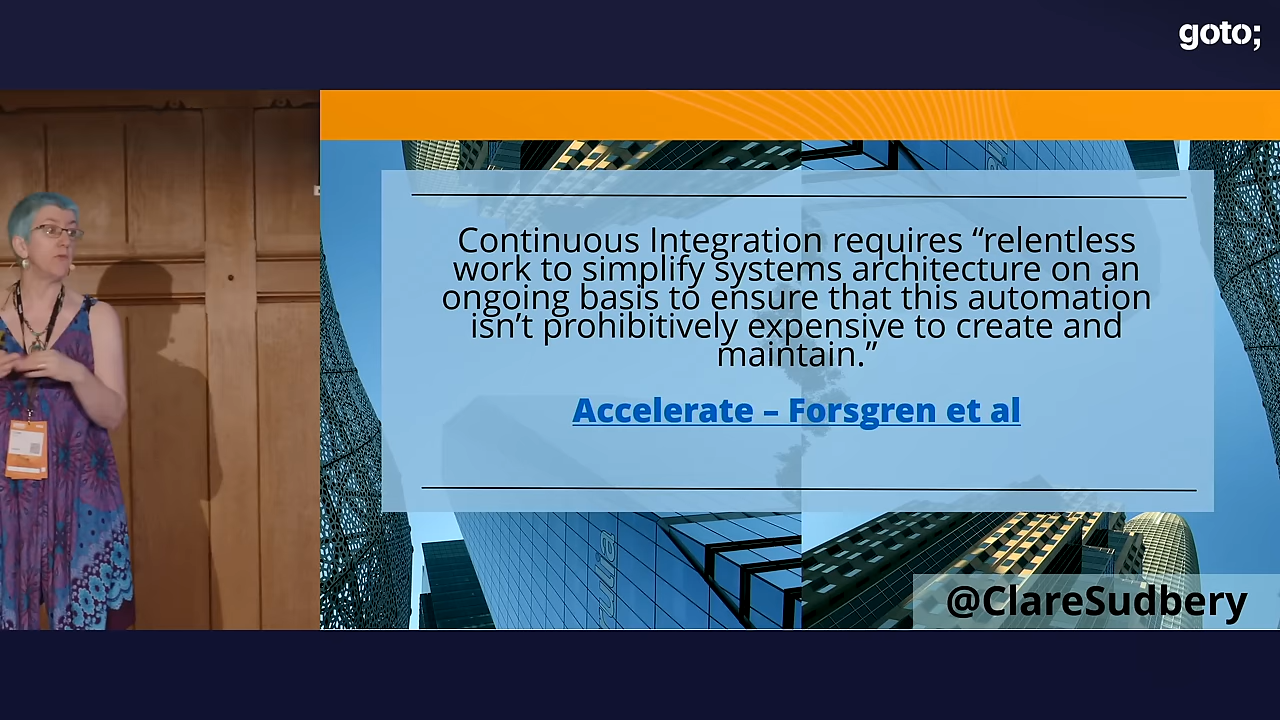 goto;
Continuous Integration requires “relentless
work to simplify systems architecture on an
ongoing basis to ensure that this automation
isn’t prohibitively expensive to create and
maintain.”
Accelerate – Forsgren et al
@ClareSudbery